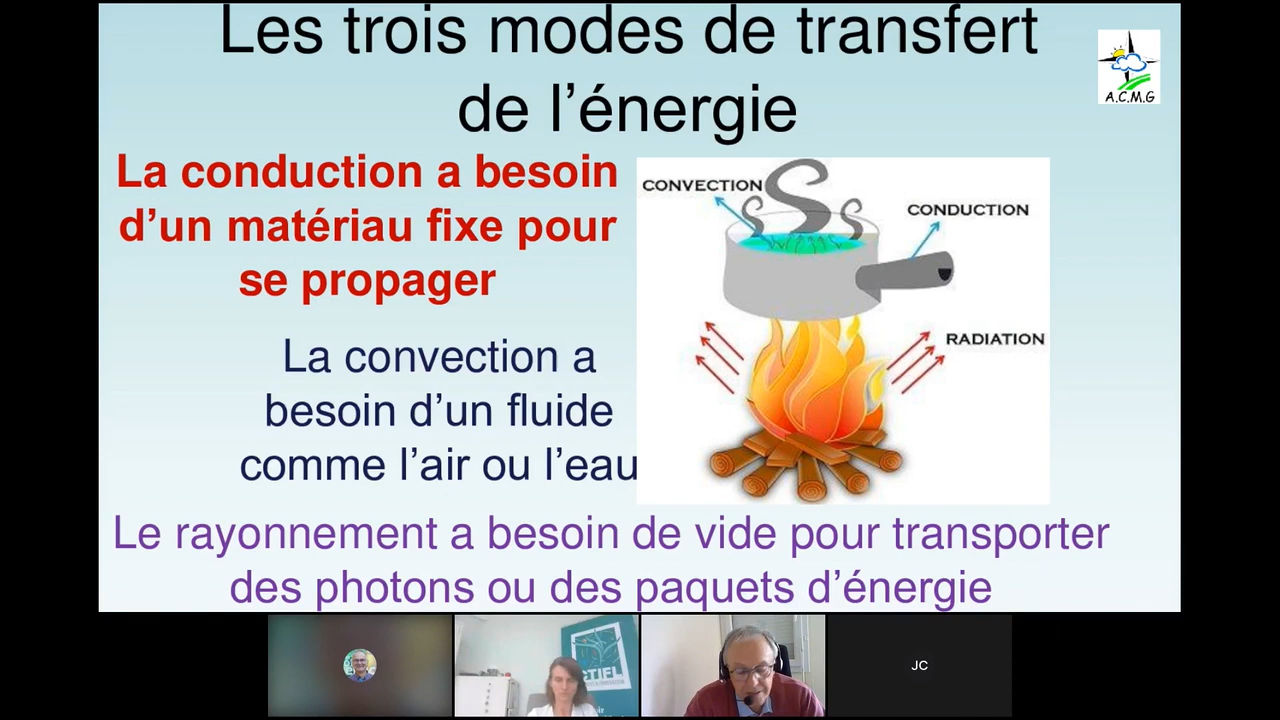 Les trois modes de transfert
de l’énergie
A.C.M.G
La conduction a besoin
d’un matériau fixe pour
se propager
CONVECTION
CONDUCTION
RADIATION
La convection a
besoin d’un fluide
comme l’air ou l’eau
Le rayonnement a besoin de vide pour transporter
des photons ou des paquets d’énergie
CTIFL
JC